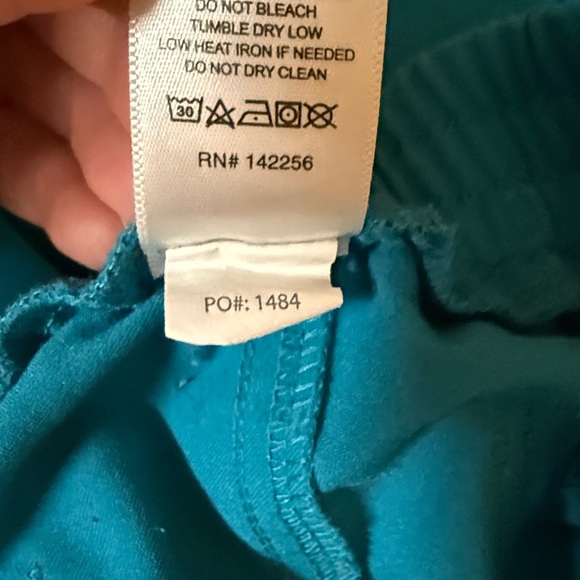 DO NOT BLEACH
TUMBLE DRY LOW
LOW HEAT IRON IF NEEDED
DO NOT DRY CLEAN
30
RN# 142256
PO#: 1484